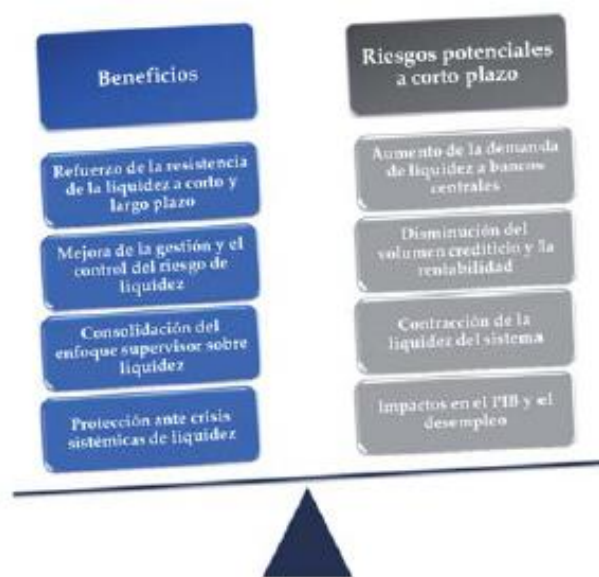 Beneficios
Refuerzo de la resistencia
de la liquidez a corto y
largo plazo
Mejora de la gestión y el
control del riesgo de
liquidez
Consolidación del
enfoque supervisor sobre
liquidez
Protección ante crisis
sistémicas de liquidez
Riesgos potenciales
a corto plazo
Aumento de la demanda
de liquidez a bancos
centrales
Disminución del
volumen crediticio y la
rentabilidad
Contracción de la
liquidez del sistema
Impactos en el PIB y el
desempleo